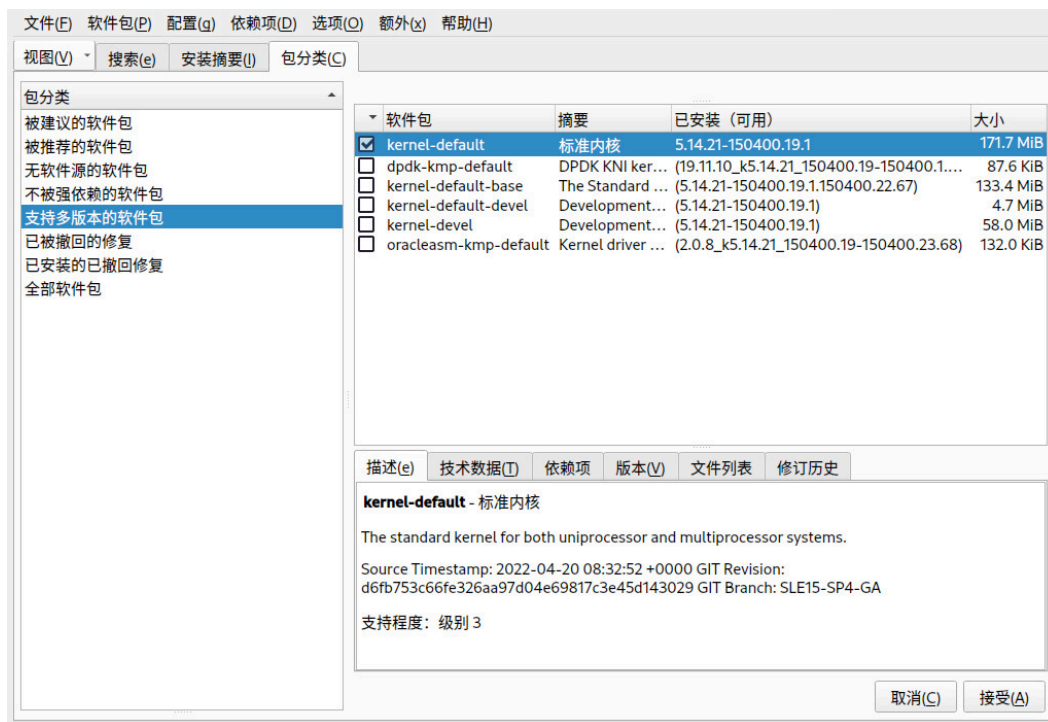 文件(F) 软件包(P) 配置(g) 依赖项(D) 选项(O) 额外(x) 帮助(H)
视图(V) 搜索(e) 安装摘要(I) 包分类(C)
包分类
被建议的软件包
被推荐的软件包
无软件源的软件包
不被强依赖的软件包
支持多版本的软件包
已被撤回的修复
已安装的已撤回修复
全部软件包
软件包 摘要 已安装（可用） 大小
kernel-default 标准内核 5.14.21-150400.19.1 171.7 MiB
dpdk-kmp-default DPDK KNI ker... (19.11.10_k5.14.21_150400.19-150400.1.... 87.6 KiB
kernel-default-base The Standard ... (5.14.21-150400.19.1.150400.22.67) 133.4 MiB
kernel-default-devel Development... (5.14.21-150400.19.1) 4.7 MiB
kernel-devel Development... (5.14.21-150400.19.1) 58.0 MiB
oracleasm-kmp-default Kernel driver ... (2.0.8_k5.14.21_150400.19-150400.23.68) 132.0 KiB
描述(e) 技术数据(T) 依赖项 版本(V) 文件列表 修订历史
kernel-default - 标准内核
The standard kernel for both uniprocessor and multiprocessor systems.
Source Timestamp: 2022-04-20 08:32:52 +0000 GIT Revision:
d6fb753c66fe326aa97d04e69817c3e45d143029 GIT Branch: SLE15-SP4-GA
支持程度：级别 3
取消(C) 接受(A)